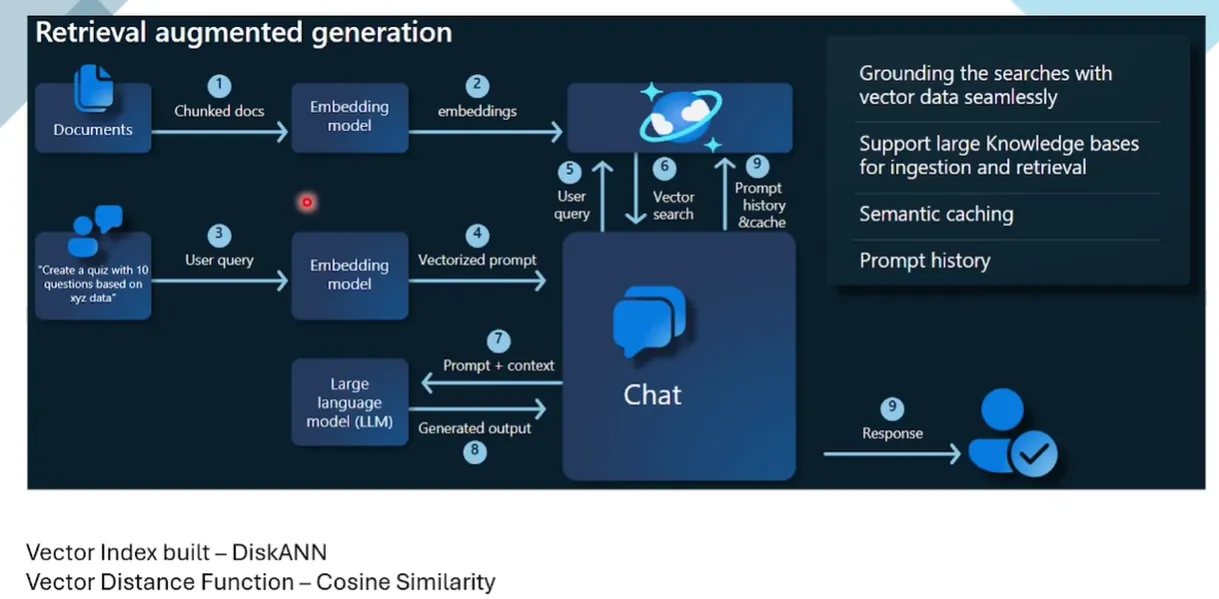 Retrieval augmented generation
Documents
1
Chunked docs
Embedding
model
2
embeddings
5
User
query
6
Vector
search
9
Prompt
history
&cache
"Create a quiz with 10
questions based on
xyz data"
3
User query
Embedding
model
4
Vectorized prompt
7
Prompt + context
Large
language
model (LLM)
Generated output
8
Chat
9
Response
Grounding the searches with
vector data seamlessly
Support large Knowledge bases
for ingestion and retrieval
Semantic caching
Prompt history
Vector Index built – DiskANN
Vector Distance Function – Cosine Similarity